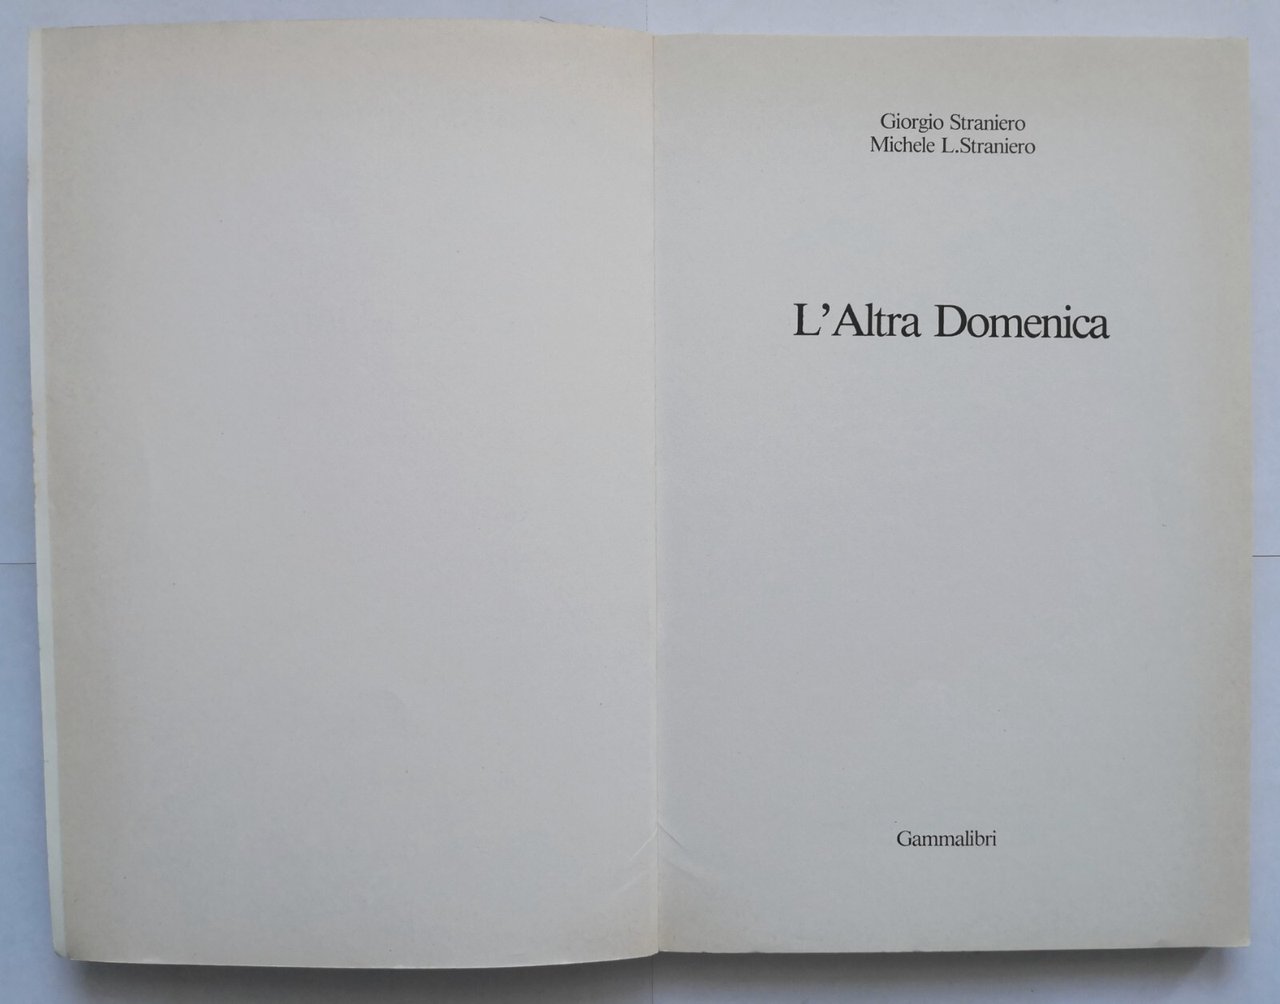 Giorgio Straniero
Michele L.Straniero
L'Altra Domenica
Gammalibri